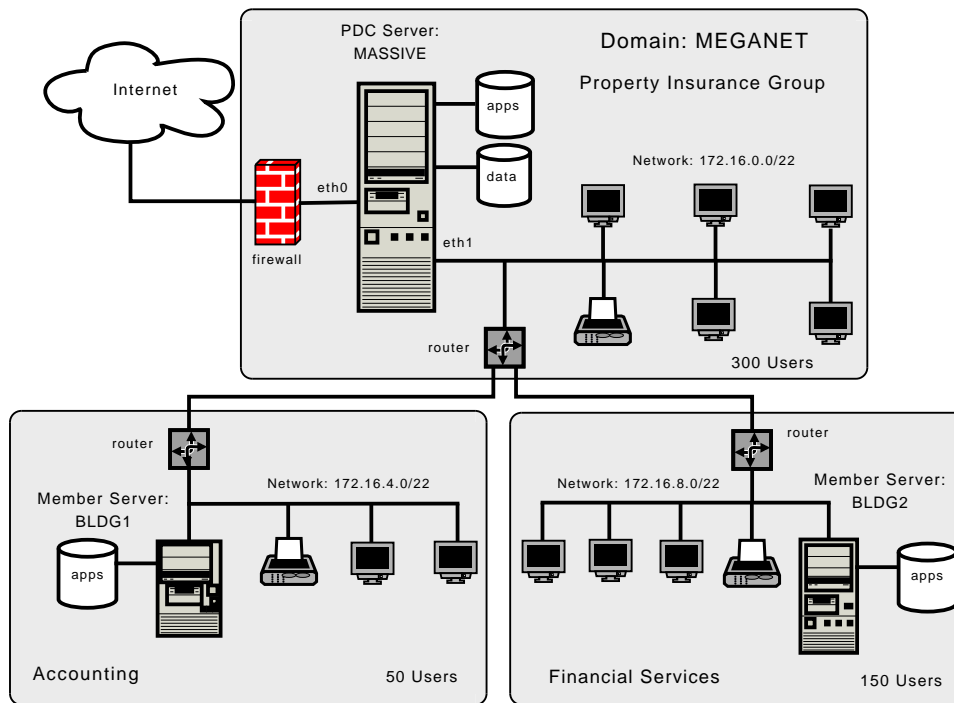 PDC Server:
MASSIVE
Domain: MEGANET
Property Insurance Group
Internet
apps
data
Network: 172.16.0.0/22
eth0
eth1
firewall
router
300 Users
router
Network: 172.16.4.0/22
Member Server:
BLDG1
apps
Accounting
50 Users
router
Network: 172.16.8.0/22
Member Server:
BLDG2
apps
Financial Services
150 Users